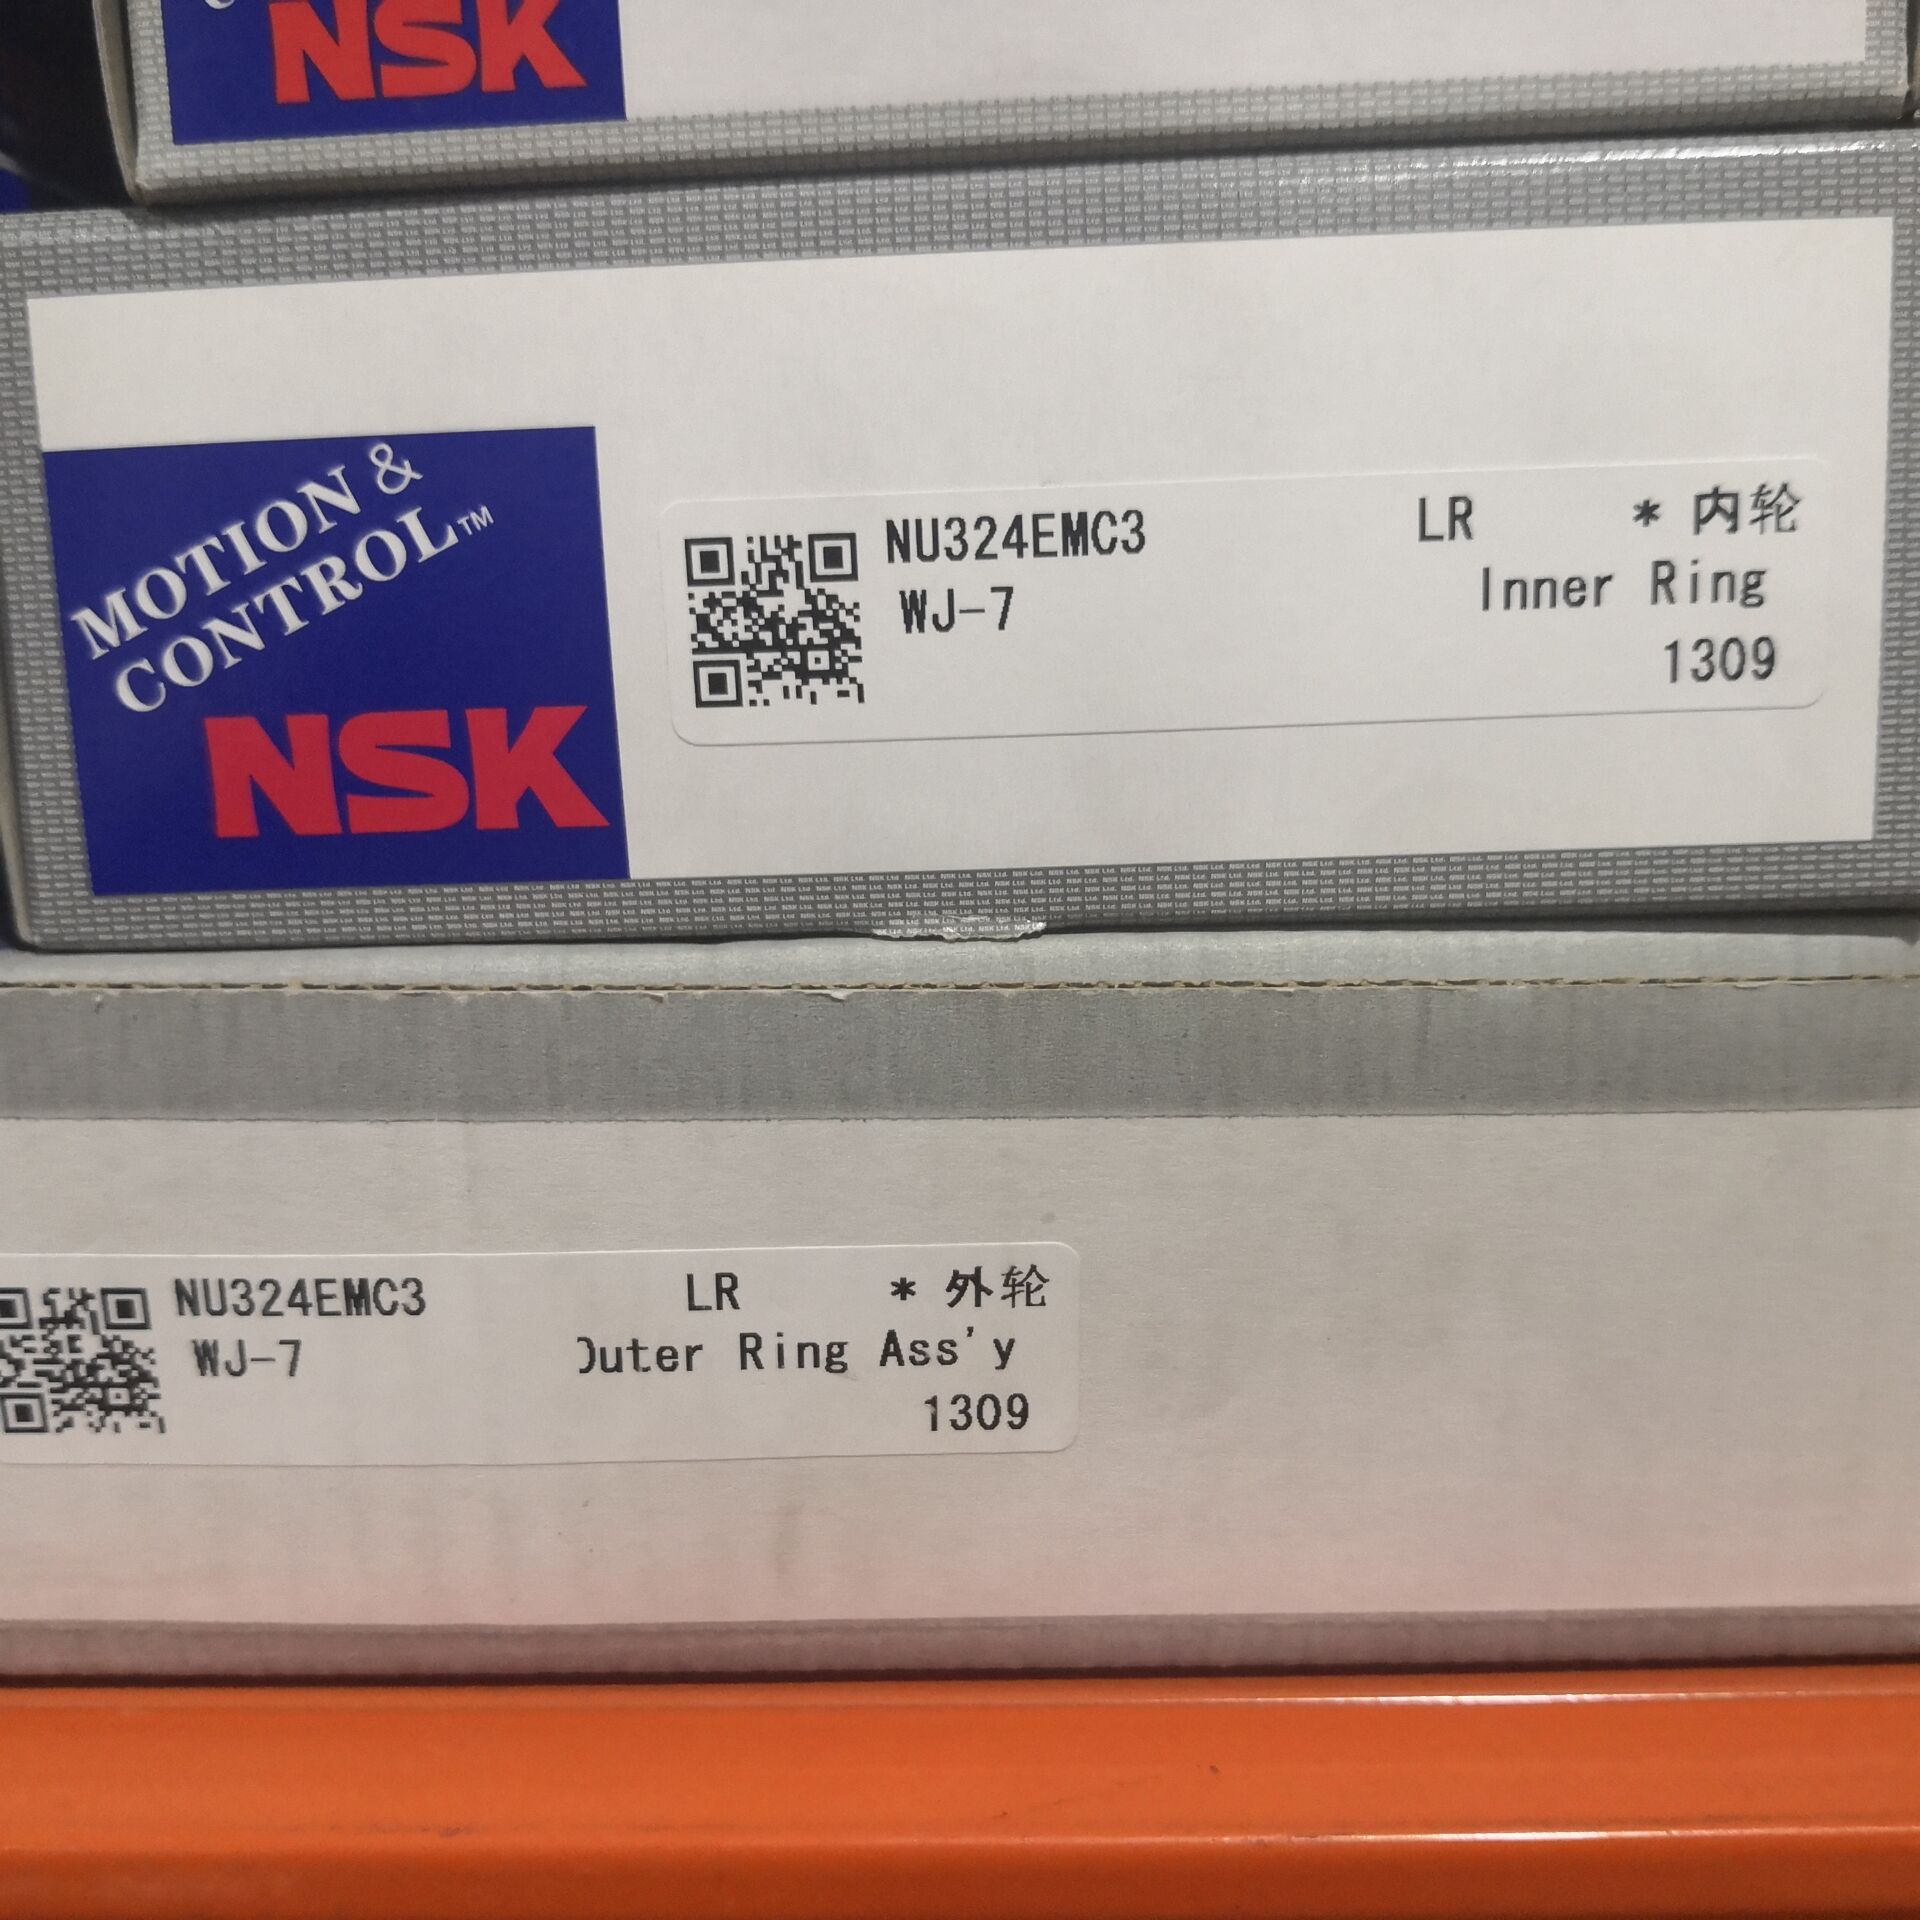 NSK
MOTION &
CONTROL™
NSK
NU324EMC3 LR * 内轮
WJ-7 Inner Ring
1309
NU324EMC3 LR * 外轮
WJ-7 Outer Ring Ass'y
1309